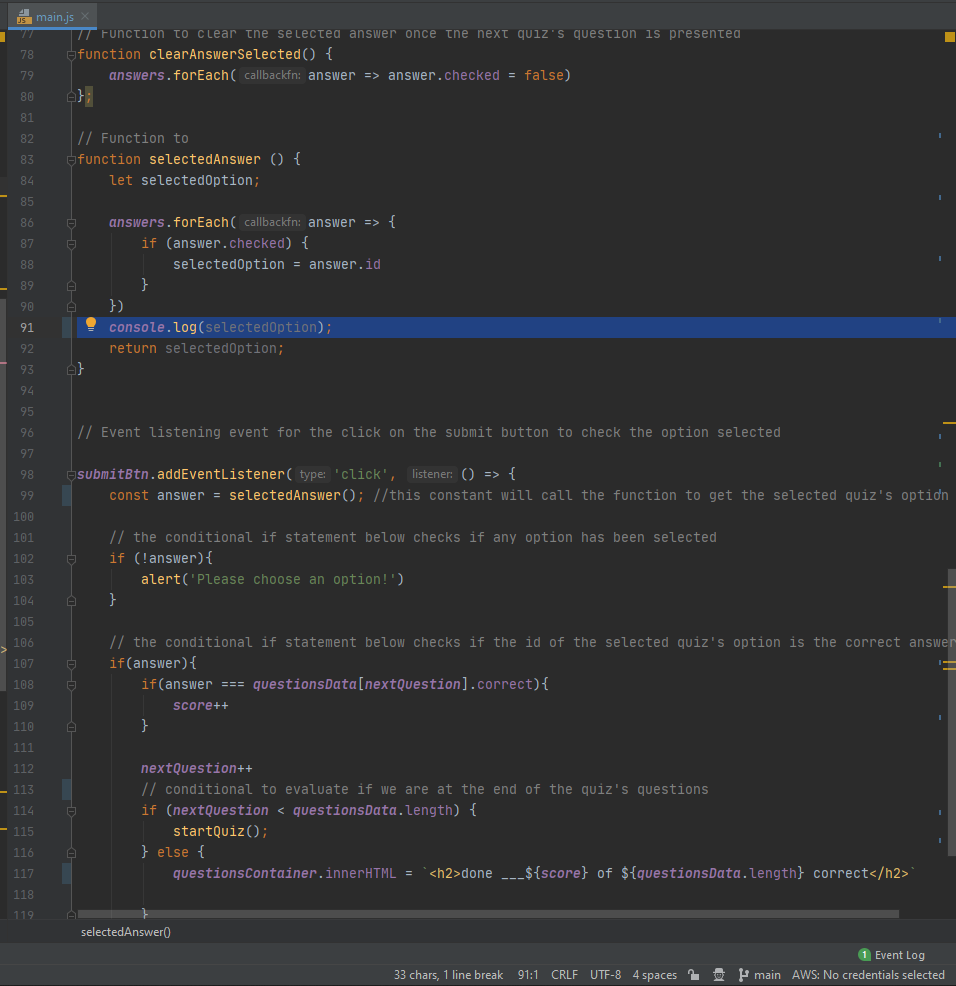 main.js
77 // Function to clear the selected answer once the next quiz's question is presented
78 function clearAnswerSelected() {
79 answers.forEach( callbackfn: answer => answer.checked = false)
80 };
81
82 // Function to
83 function selectedAnswer () {
84 let selectedOption;
85
86 answers.forEach( callbackfn: answer => {
87 if (answer.checked) {
88 selectedOption = answer.id
89 }
90 })
91 console.log(selectedOption);
92 return selectedOption;
93 }
94
95
96 // Event listening event for the click on the submit button to check the option selected
97
98 submitBtn.addEventListener( type: 'click', listener: () => {
99 const answer = selectedAnswer(); //this constant will call the function to get the selected quiz's option
100
101 // the conditional if statement below checks if any option has been selected
102 if (!answer){
103 alert('Please choose an option!')
104 }
105
106 // the conditional if statement below checks if the id of the selected quiz's option is the correct answer
107 if(answer){
108 if(answer === questionsData[nextQuestion].correct){
109 score++
110 }
111
112 nextQuestion++
113 // conditional to evaluate if we are at the end of the quiz's questions
114 if (nextQuestion < questionsData.length) {
115 startQuiz();
116 } else {
117 questionsContainer.innerHTML = `<h2>done ___${score} of ${questionsData.length} correct</h2>`
118
119 }
selectedAnswer()
1 Event Log
33 chars, 1 line break 91:1 CRLF UTF-8 4 spaces main AWS: No credentials selected